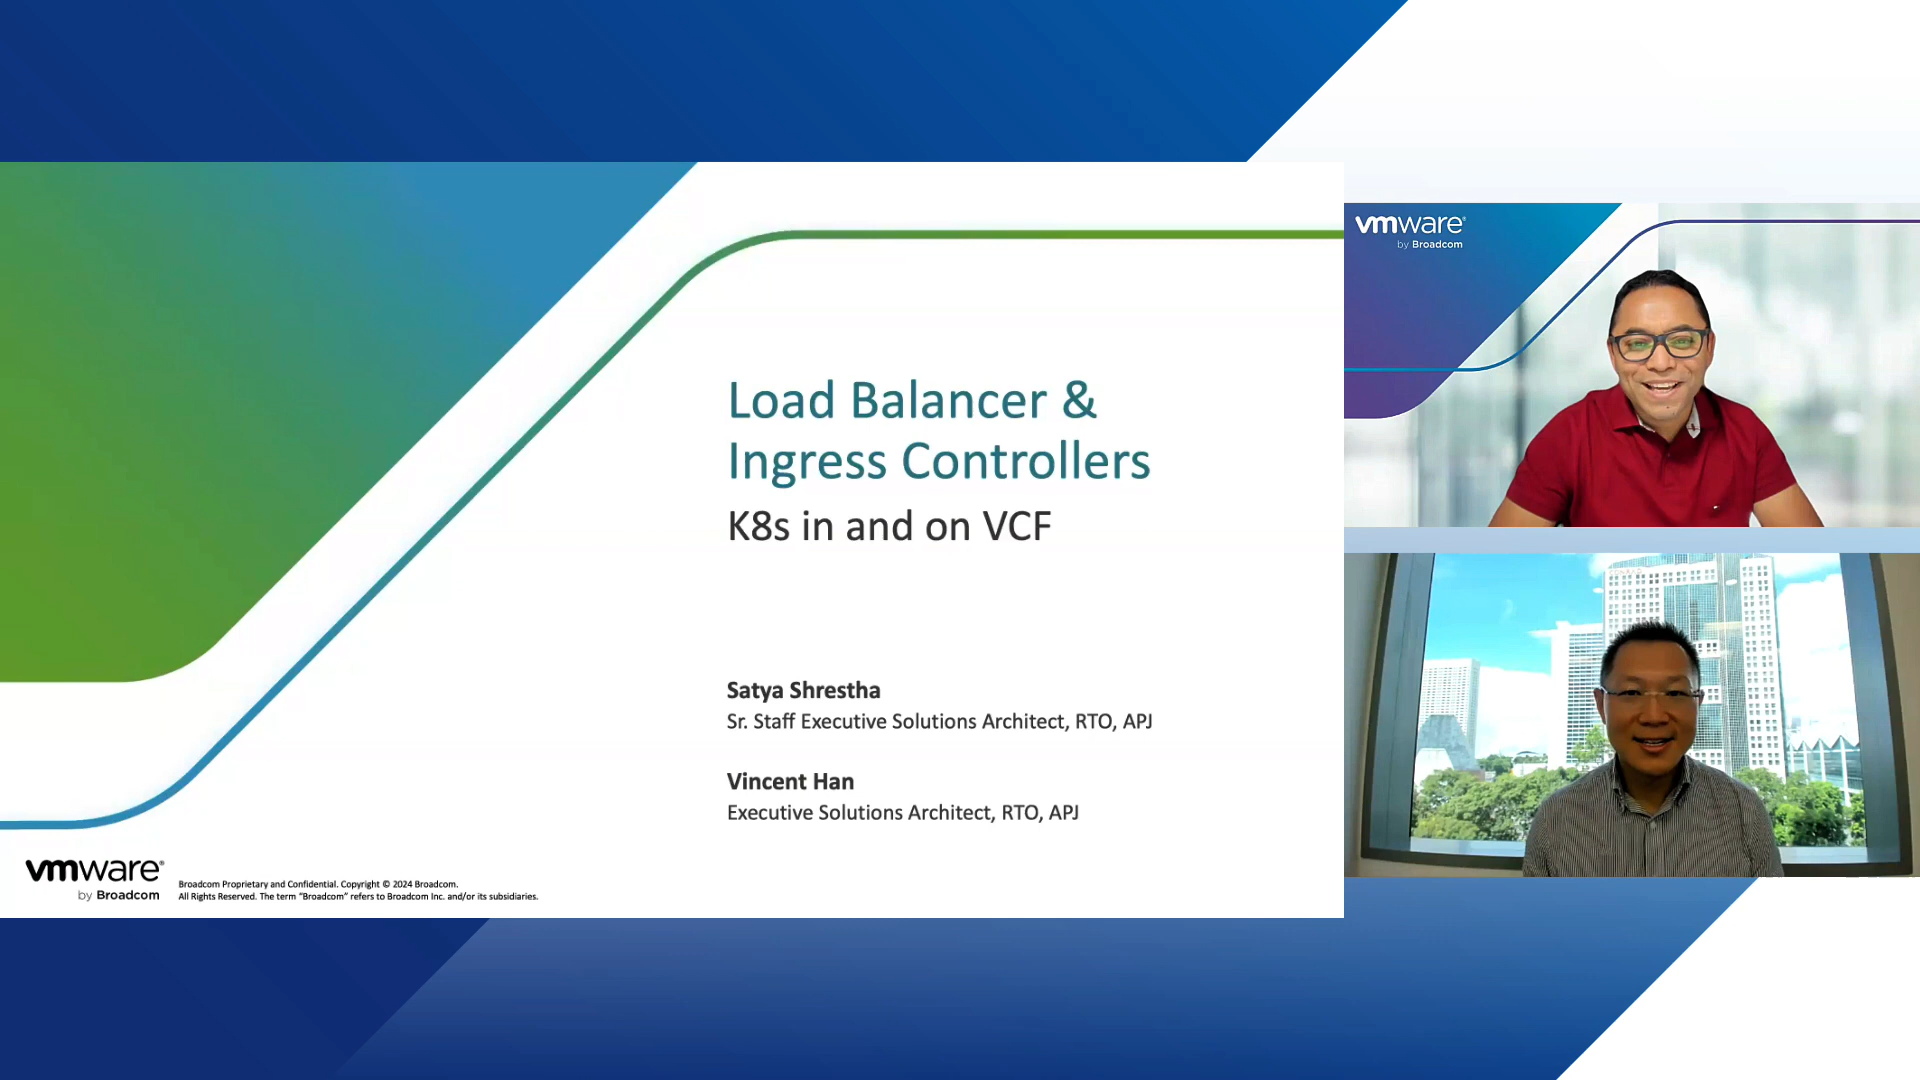 Load Balancer &
Ingress Controllers
K8s in and on VCF
Satya Shrestha
Sr. Staff Executive Solutions Architect, RTO, APJ
Vincent Han
Executive Solutions Architect, RTO, APJ
vmware®
by Broadcom
Broadcom Proprietary and Confidential. Copyright © 2024 Broadcom.
All Rights Reserved. The term “Broadcom” refers to Broadcom Inc. and/or its subsidiaries.
vmware®
by Broadcom
CONRAD